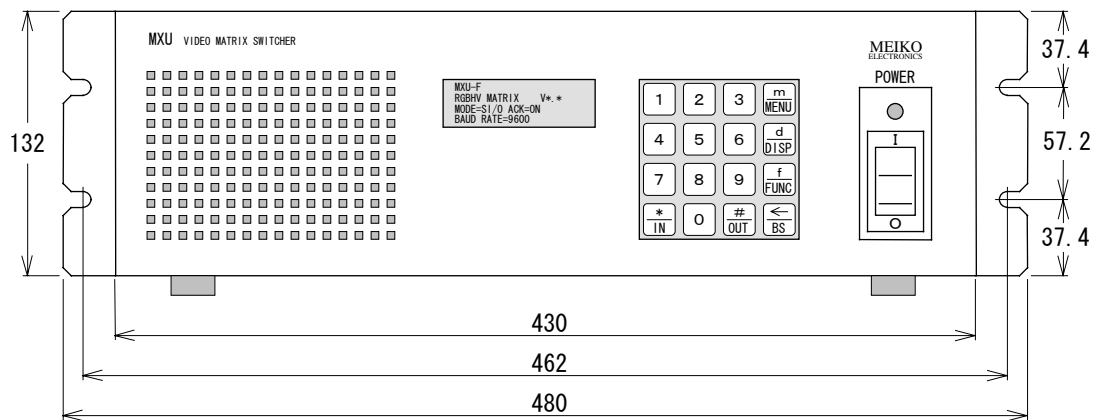 MXU VIDEO MATRIX SWITCHER
MEIKO
ELECTRONICS
POWER
MXU-F
RGBHV MATRIX V*.*
MODE=SI/O ACK=ON
BAUD RATE=9600
1 2 3 m
MENU
4 5 6 d
DISP
7 8 9 f
FUNC
* 0 # ←
IN OUT BS
I
O
132
37.4
57.2
37.4
430
462
480